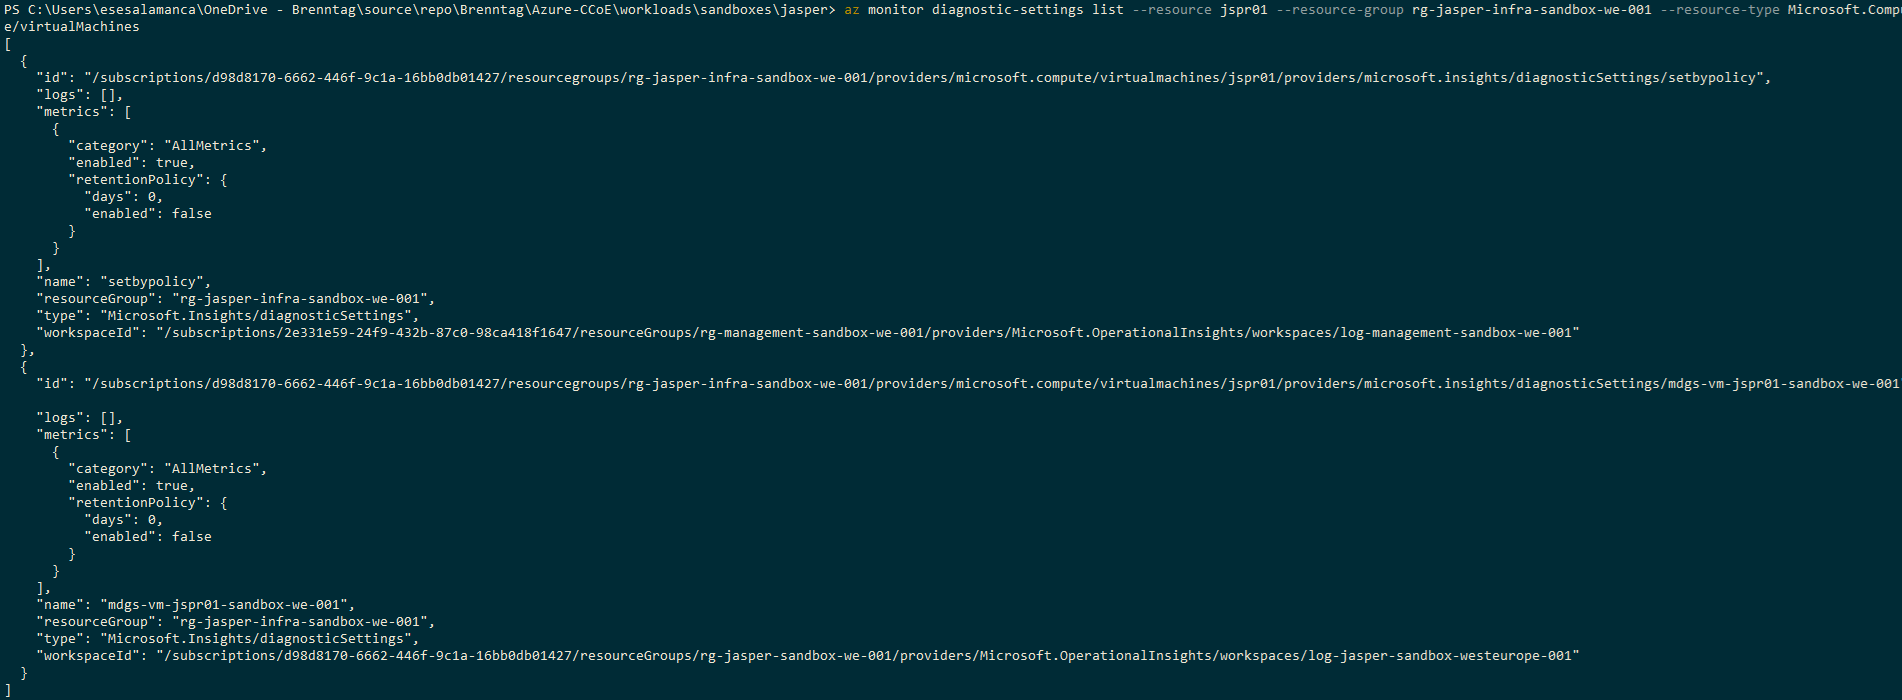 PS C:\Users\esesalamanca\OneDrive - Brenntag\source\repo\Brenntag\Azure-CCoE\workloads\sandboxes\jasper> az monitor diagnostic-settings list --resource jspr01 --resource-group rg-jasper-infra-sandbox-we-001 --resource-type Microsoft.Comp
e/virtualMachines
[
  {
    "id": "/subscriptions/d98d8170-6662-446f-9c1a-16bb0db01427/resourcegroups/rg-jasper-infra-sandbox-we-001/providers/microsoft.compute/virtualmachines/jspr01/providers/microsoft.insights/diagnosticSettings/setbypolicy",
    "logs": [],
    "metrics": [
      {
        "category": "AllMetrics",
        "enabled": true,
        "retentionPolicy": {
          "days": 0,
          "enabled": false
        }
      }
    ],
    "name": "setbypolicy",
    "resourceGroup": "rg-jasper-infra-sandbox-we-001",
    "type": "Microsoft.Insights/diagnosticSettings",
    "workspaceId": "/subscriptions/2e331e59-24f9-432b-87c0-98ca418f1647/resourceGroups/rg-management-sandbox-we-001/providers/Microsoft.OperationalInsights/workspaces/log-management-sandbox-we-001"
  },
  {
    "id": "/subscriptions/d98d8170-6662-446f-9c1a-16bb0db01427/resourcegroups/rg-jasper-infra-sandbox-we-001/providers/microsoft.compute/virtualmachines/jspr01/providers/microsoft.insights/diagnosticSettings/mdgs-vm-jspr01-sandbox-we-001
    "logs": [],
    "metrics": [
      {
        "category": "AllMetrics",
        "enabled": true,
        "retentionPolicy": {
          "days": 0,
          "enabled": false
        }
      }
    ],
    "name": "mdgs-vm-jspr01-sandbox-we-001",
    "resourceGroup": "rg-jasper-infra-sandbox-we-001",
    "type": "Microsoft.Insights/diagnosticSettings",
    "workspaceId": "/subscriptions/d98d8170-6662-446f-9c1a-16bb0db01427/resourceGroups/rg-jasper-sandbox-we-001/providers/Microsoft.OperationalInsights/workspaces/log-jasper-sandbox-westeurope-001"
  }
]